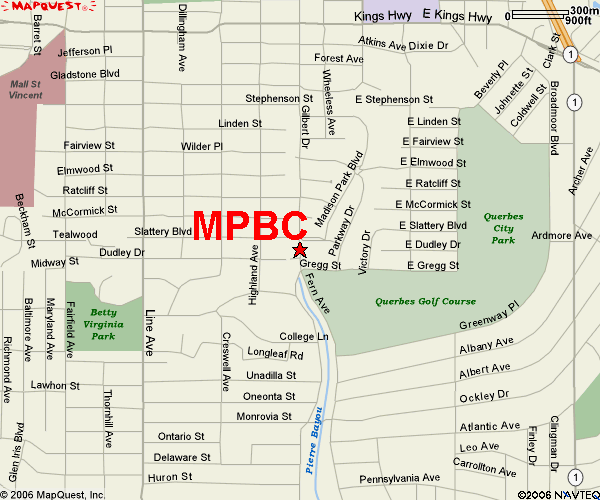 MAPQUEST
300m
900ft
Kings Hwy
E Kings Hwy
Barret St
Dillingham Ave
Atkins Ave
Dixie Dr
Clark St
Jefferson Pl
Forest Ave
1
Gladstone Blvd
Beverly Pl
Johnette St
Coldwell St
Broadmoor Blvd
Mall St
Vincent
Wheeless Ave
Stephenson St
E Stephenson St
1
Gilbert Dr
Linden St
E Linden St
Fairview St
Wilder Pl
E Fairview St
Elmwood St
Madison Park Blvd
E Elmwood St
Archer Ave
Ratcliff St
E Ratcliff St
Beckham St
McCormick St
E McCormick St
MPBC
Parkway Dr
Querbes
City
Park
Tealwood
Slattery Blvd
E Slattery Blvd
Ardmore Ave
Victory Dr
Dudley Dr
E Dudley Dr
Midway St
Highland Ave
Gregg St
E Gregg St
Fern Ave
Querbes Golf Course
Richmond Ave
Baltimore Ave
Maryland Ave
Fairfield Ave
Betty
Virginia
Park
Line Ave
Greenway Pl
College Ln
Longleaf Rd
Albany Ave
Creswell Ave
Unadilla St
Albert Ave
Lawhon St
Oneonta St
Ockley Dr
Thornhill Ave
Monrovia St
Glen Iris Blvd
Ontario St
Pierre Bayou
Atlantic Ave
Finley Dr
Clingman Dr
Leo Ave
Delaware St
Carrollton Ave
Huron St
Pennsylvania Ave
1
© 2006 MapQuest, Inc.
©2006 NAVTEQ